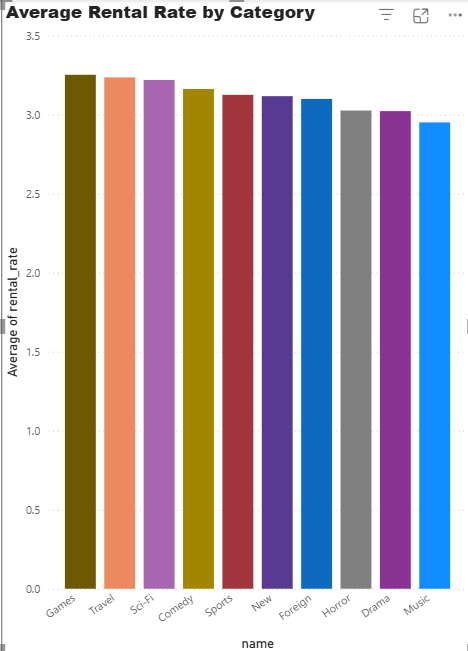 Average Rental Rate by Category
3.5
3.0
2.5
2.0
1.5
1.0
0.5
0.0
Average of rental_rate
Games
Travel
Sci-Fi
Comedy
Sports
New
Foreign
Horror
Drama
Music
name